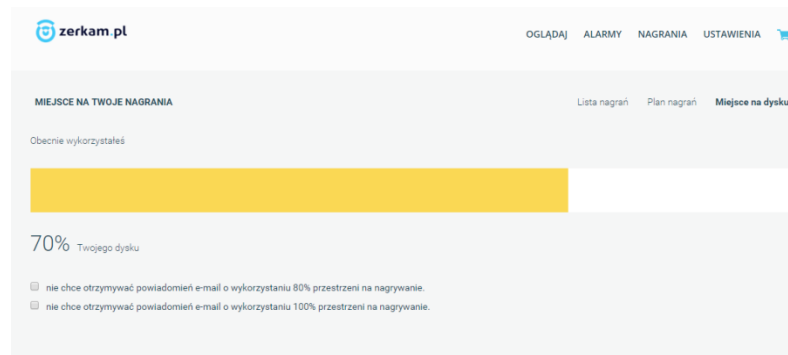 zerkam.pl
OGLĄDAJ ALARMY NAGRANIA USTAWIENIA
MIEJSCE NA TWOJE NAGRANIA
Lista nagrań Plan nagrań Miejsce na dysku
Obecnie wykorzystałeś
70% Twojego dysku
nie chce otrzymywać powiadomień e-mail o wykorzystaniu 80% przestrzeni na nagrywanie.
nie chce otrzymywać powiadomień e-mail o wykorzystaniu 100% przestrzeni na nagrywanie.